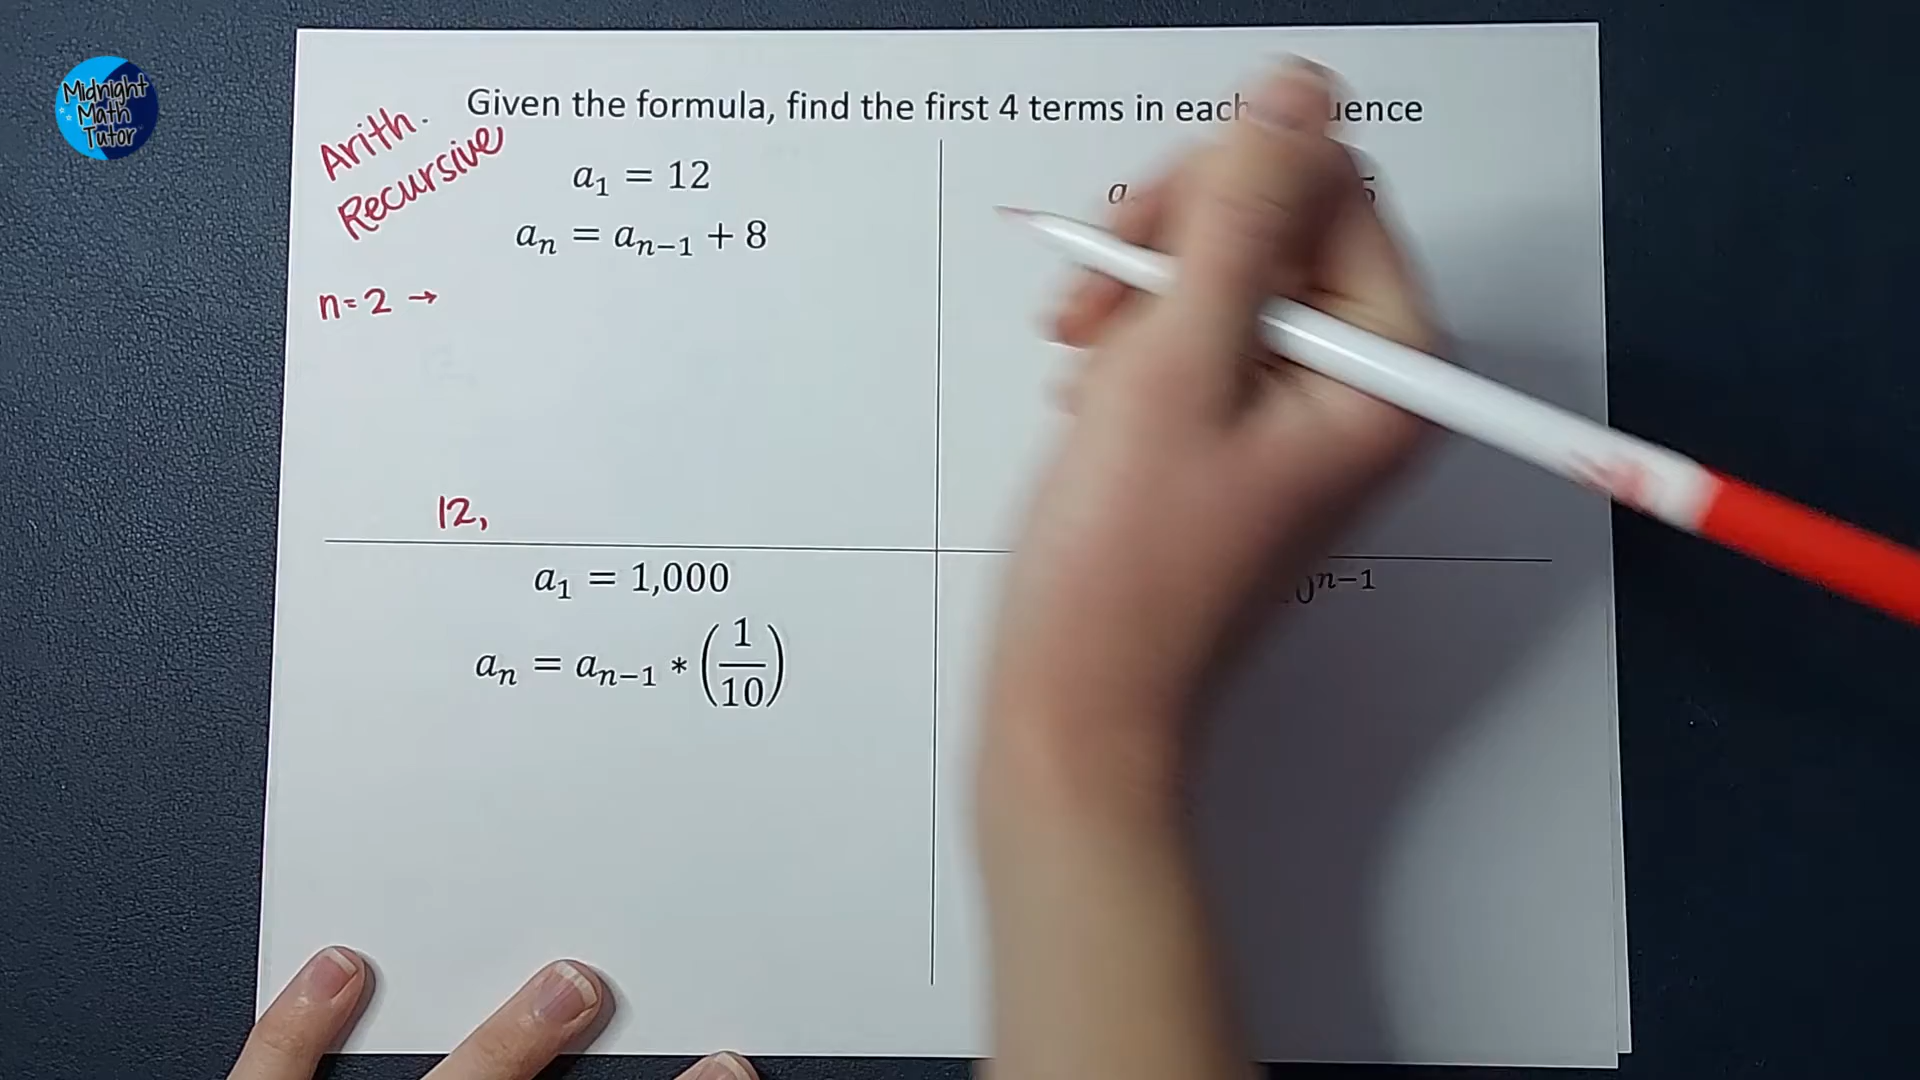 Midnight
Math
Tutor
Given the formula, find the first 4 terms in each
Arith.
Recursive
a₁ = 12
aₙ = aₙ₋₁ + 8
n=2 →
12,
a₁ = 1,000
aₙ = aₙ₋₁ * (1/10)